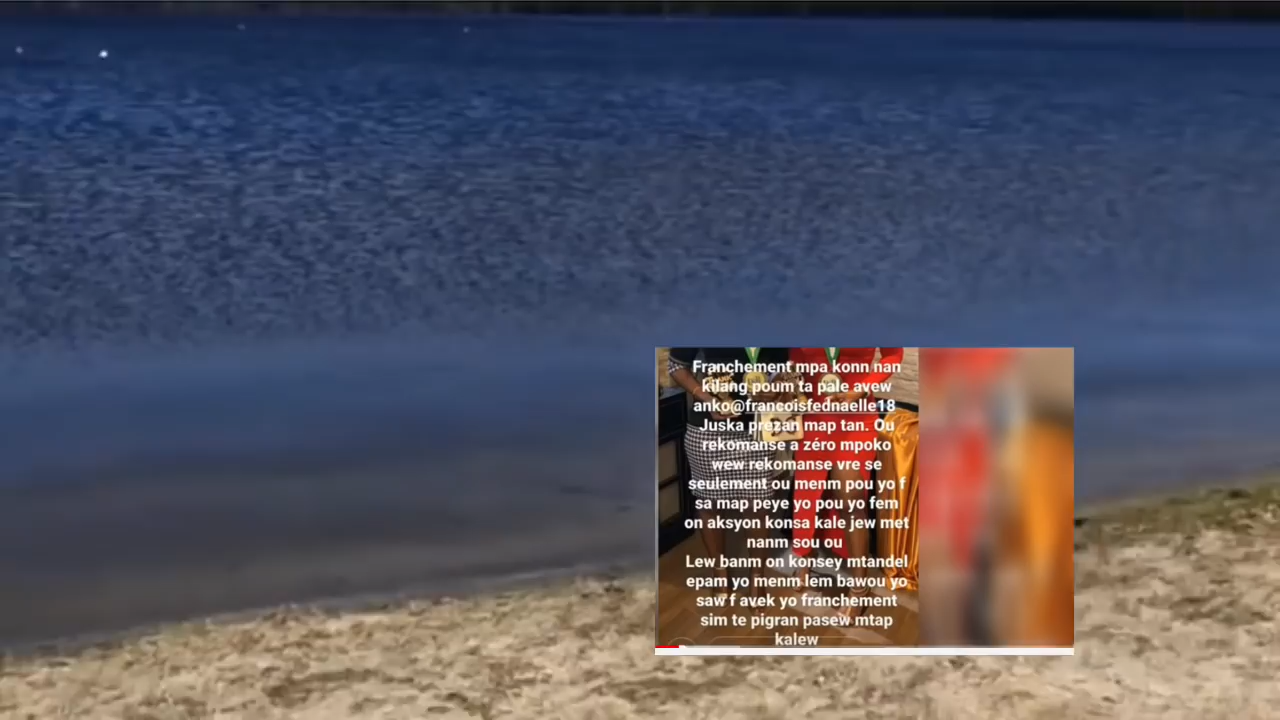 Franchement mpa konn nan
kilang poum ta pale avew
anko@francoisfednaelle18
Juska prezan map tan. Ou
rekomanse a zéro mpoko
wew rekomanse vre se
seulement ou menm pou yo f
sa map peye yo pou yo fem
on aksyon konsa kale jew met
nanm sou ou
Lew banm on konsey mtandel
epam yo menm lem bawou yo
saw f avek yo franchement
sim te pigran pasew mtap
kalew